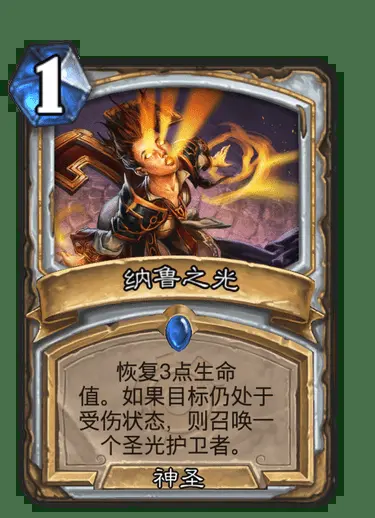 1
纳鲁之光
恢复3点生命
值。如果目标仍处于
受伤状态，则召唤一
个圣光护卫者。
神圣